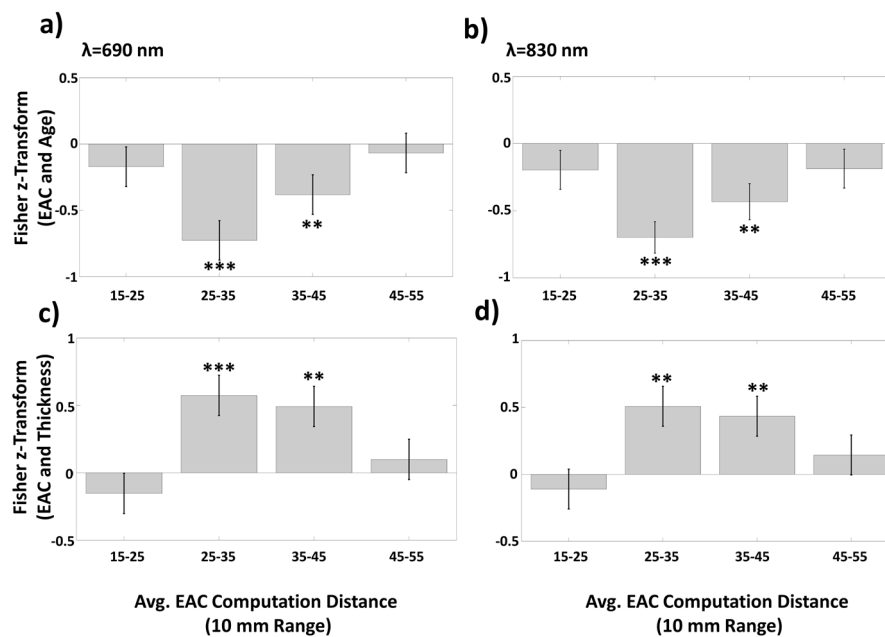 a)
λ=690 nm
Fisher z-Transform
(EAC and Age)
0.5
0
-0.5
-1
***
**
15-25
25-35
35-45
45-55
b)
λ=830 nm
0.5
0
-0.5
-1
***
**
15-25
25-35
35-45
45-55
c)
Fisher z-Transform
(EAC and Thickness)
1
0.5
0
-0.5
***
**
15-25
25-35
35-45
45-55
Avg. EAC Computation Distance
(10 mm Range)
d)
1
0.5
0
-0.5
**
**
15-25
25-35
35-45
45-55
Avg. EAC Computation Distance
(10 mm Range)